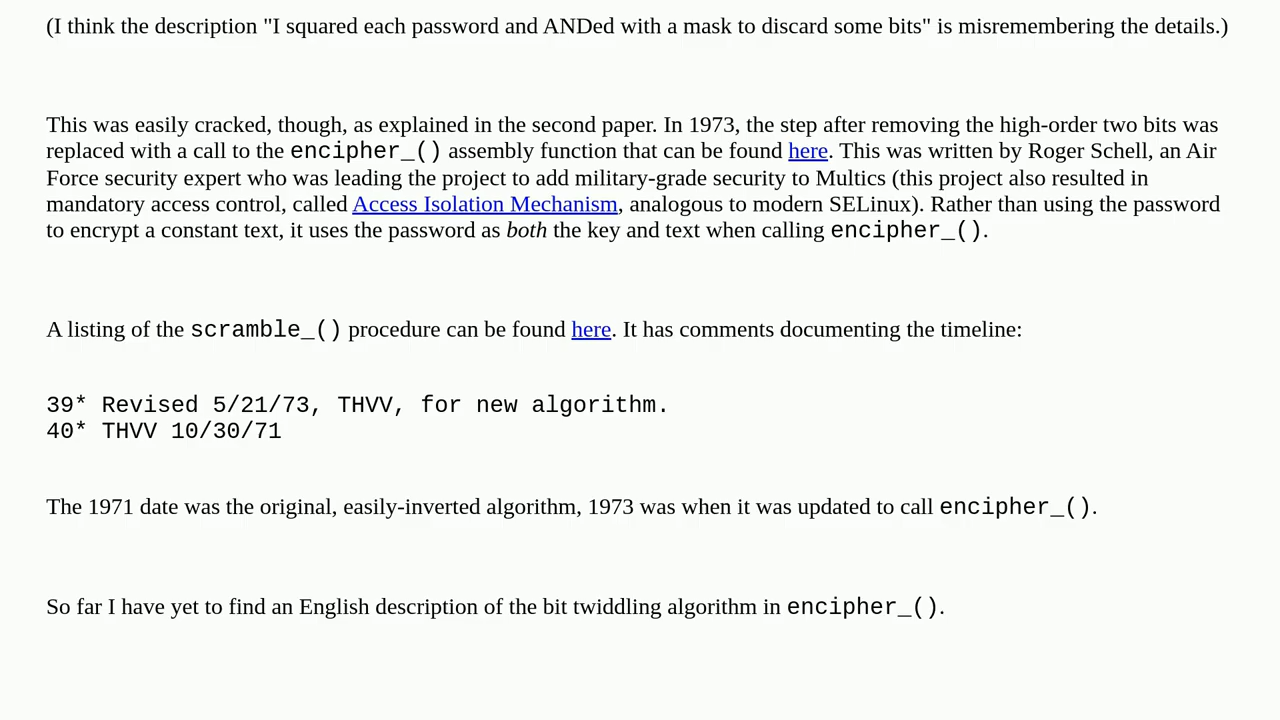 (I think the description "I squared each password and ANDed with a mask to discard some bits" is misremembering the details.)
This was easily cracked, though, as explained in the second paper. In 1973, the step after removing the high-order two bits was
replaced with a call to the encipher_() assembly function that can be found here. This was written by Roger Schell, an Air
Force security expert who was leading the project to add military-grade security to Multics (this project also resulted in
mandatory access control, called Access Isolation Mechanism, analogous to modern SELinux). Rather than using the password
to encrypt a constant text, it uses the password as both the key and text when calling encipher_().
A listing of the scramble_() procedure can be found here. It has comments documenting the timeline:
39* Revised 5/21/73, THVV, for new algorithm.
40* THVV 10/30/71
The 1971 date was the original, easily-inverted algorithm, 1973 was when it was updated to call encipher_().
So far I have yet to find an English description of the bit twiddling algorithm in encipher_().